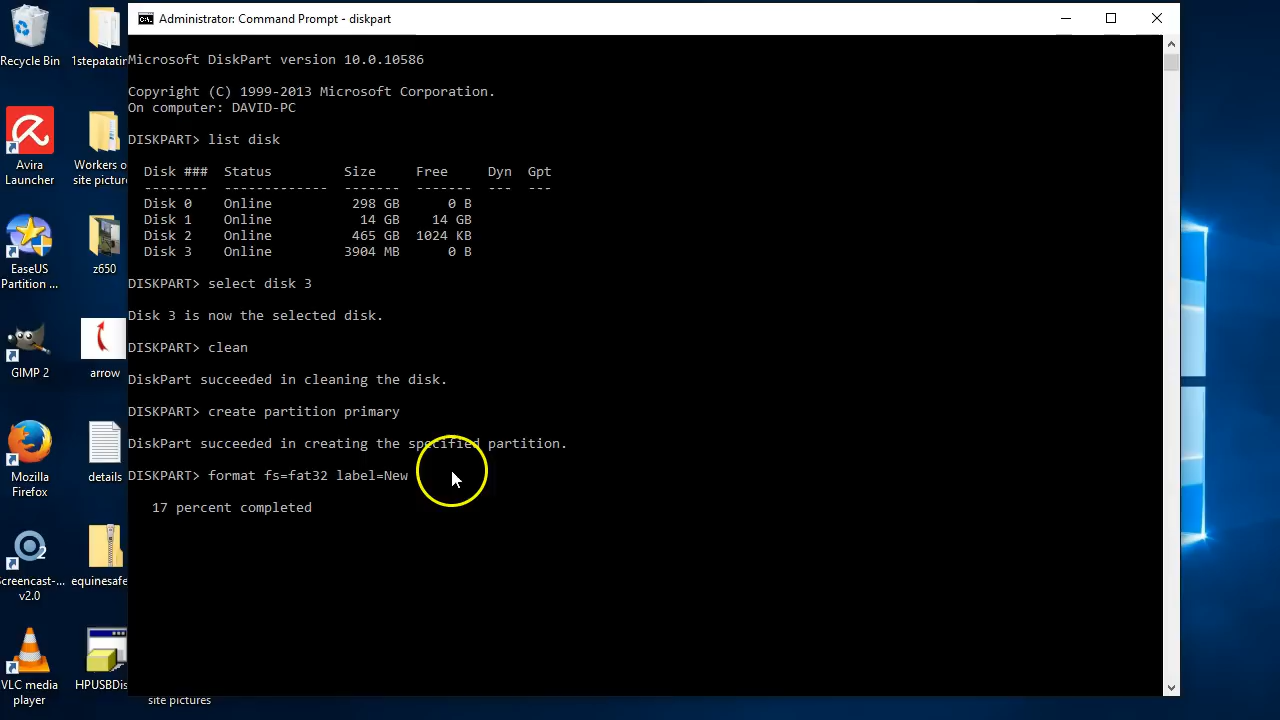 Administrator: Command Prompt - diskpart
Microsoft DiskPart version 10.0.10586
Copyright (C) 1999-2013 Microsoft Corporation.
On computer: DAVID-PC
DISKPART> list disk
Disk ### Status Size Free Dyn Gpt
-------- ------------- ------- ------- --- ---
Disk 0 Online 298 GB 0 B
Disk 1 Online 14 GB 14 GB
Disk 2 Online 465 GB 1024 KB
Disk 3 Online 3904 MB 0 B
DISKPART> select disk 3
Disk 3 is now the selected disk.
DISKPART> clean
DiskPart succeeded in cleaning the disk.
DISKPART> create partition primary
DiskPart succeeded in creating the specified partition.
DISKPART> format fs=fat32 label=New
17 percent completed
Recycle Bin
1stepatatin
Avira
Launcher
Workers o
site picture
EaseUS
Partition ...
z650
GIMP 2
arrow
Mozilla
Firefox
details
Screencast-...
v2.0
equinesafe
VLC media
player
HPUSBDis
site pictures